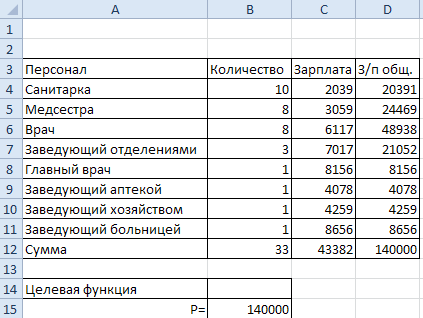 A B C D
1
2
3 Персонал Количество Зарплата З/п общ.
4 Санитарка 10 2039 20391
5 Медсестра 8 3059 24469
6 Врач 8 6117 48938
7 Заведующий отделениями 3 7017 21052
8 Главный врач 1 8156 8156
9 Заведующий аптекой 1 4078 4078
10 Заведующий хозяйством 1 4259 4259
11 Заведующий больницей 1 8656 8656
12 Сумма 33 43382 140000
13
14 Целевая функция
15 P= 140000